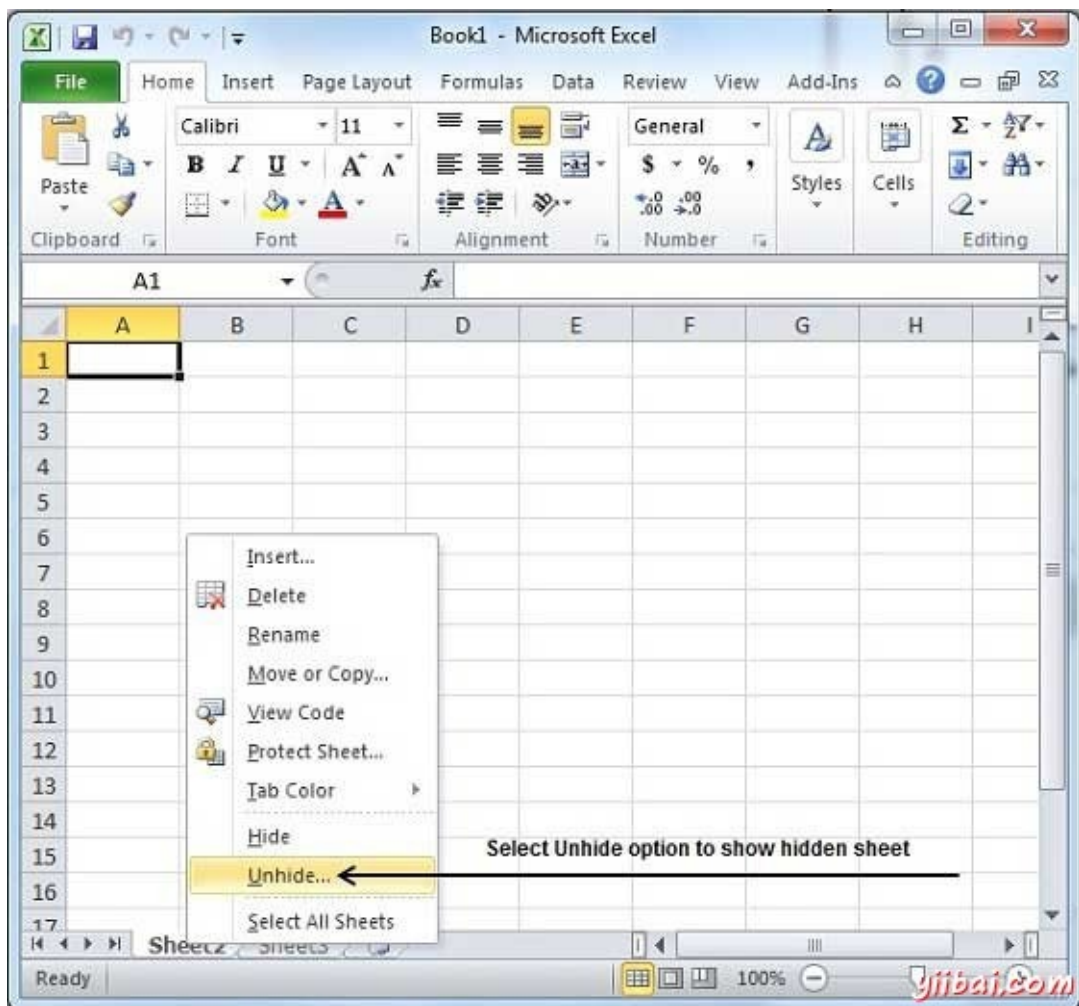 Book1 - Microsoft Excel
File Home Insert Page Layout Formulas Data Review View Add-Ins
Calibri 11 General
B I U A A $ % ,
Paste Styles Cells
Clipboard Font Alignment Number Editing
A1 fx
A B C D E F G H I
1
2
3
4
5
6
7
8
9
10
11
12
13
14
15
16
17
Insert...
Delete
Rename
Move or Copy...
View Code
Protect Sheet...
Tab Color
Hide
Unhide...
Select All Sheets
Select Unhide option to show hidden sheet
Sheet2 Sheet3
Ready 100%
yiibai.com